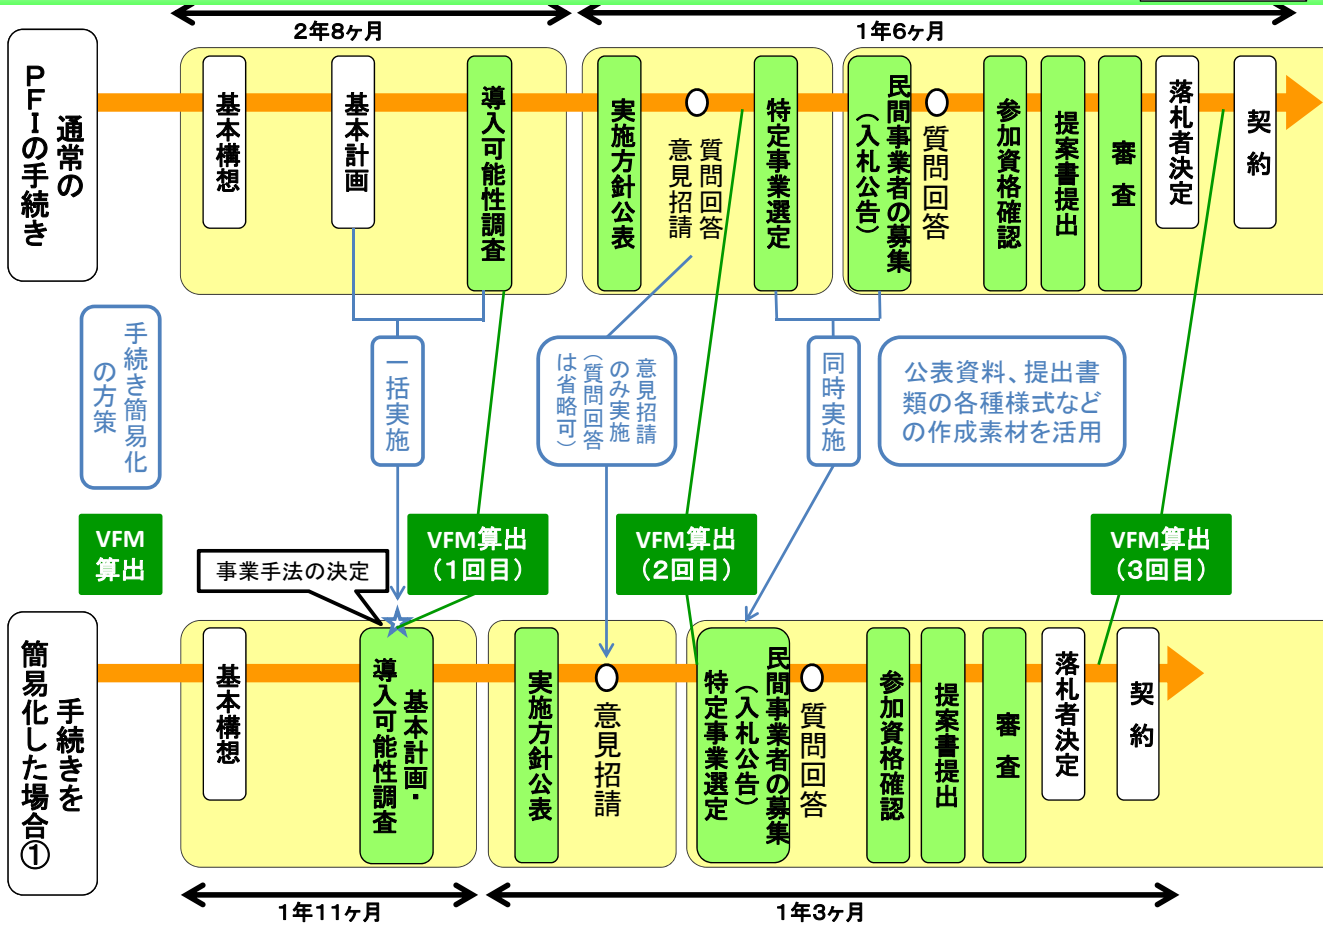 2年8ヶ月
1年6ヶ月
通常の
PFIの手続き
基本構想
基本計画
導入可能性調査
実施方針公表
質問回答
意見招請
特定事業選定
民間事業者の募集
（入札公告）
質問回答
参加資格確認
提案書提出
審査
落札者決定
契約
手続き簡易化
の方策
一括実施
意見招請
のみ実施
（質問回答
は省略可）
同時実施
公表資料、提出書
類の各種様式など
の作成素材を活用
VFM
算出
事業手法の決定
VFM算出
（1回目）
VFM算出
（2回目）
VFM算出
（3回目）
手続きを
簡易化した場合①
基本構想
基本計画・
導入可能性調査
実施方針公表
意見招請
民間事業者の募集
（入札公告）
特定事業選定
質問回答
参加資格確認
提案書提出
審査
落札者決定
契約
1年11ヶ月
1年3ヶ月